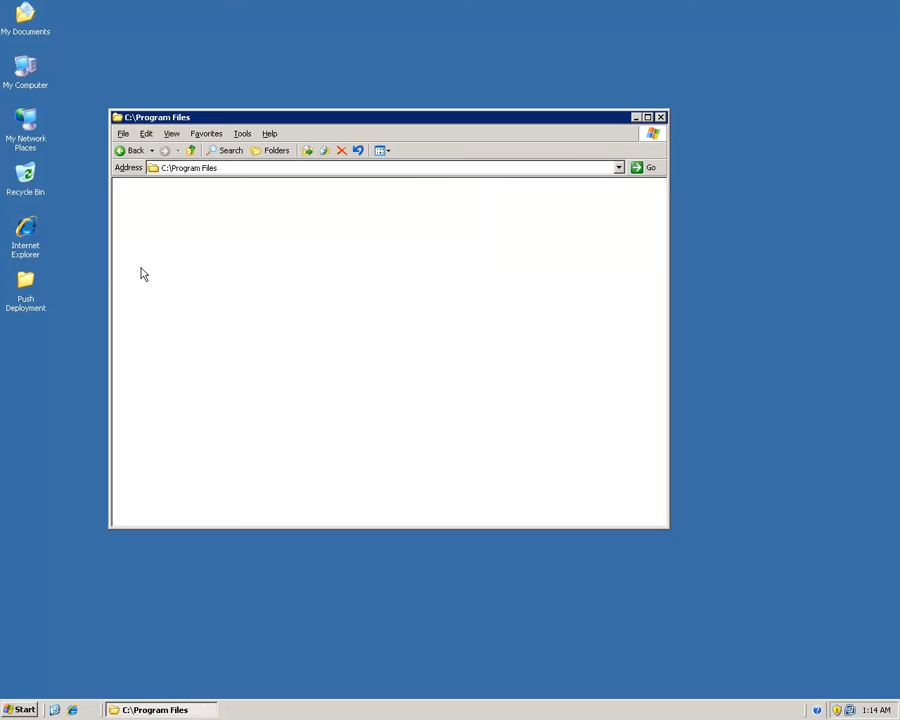 My Documents
My Computer
My Network
Places
Recycle Bin
Internet
Explorer
Push
Deployment
C:\Program Files
File Edit View Favorites Tools Help
Back Search Folders
Address C:\Program Files Go
Start C:\Program Files 1:14 AM